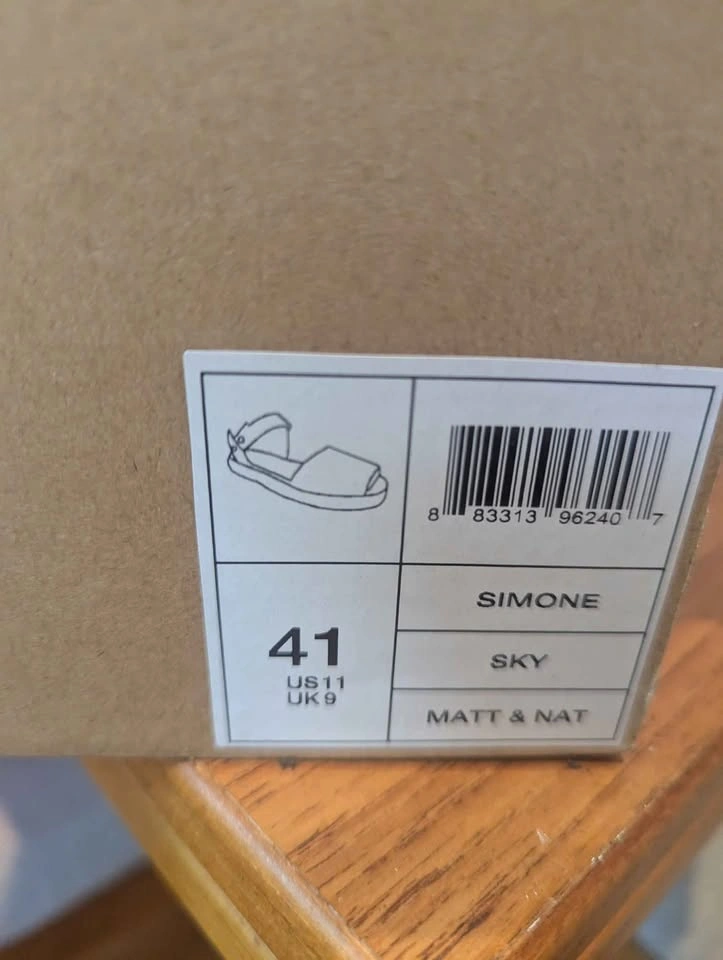 8 83313 96240 7
SIMONE
SKY
MATT & NAT
41
US11
UK9